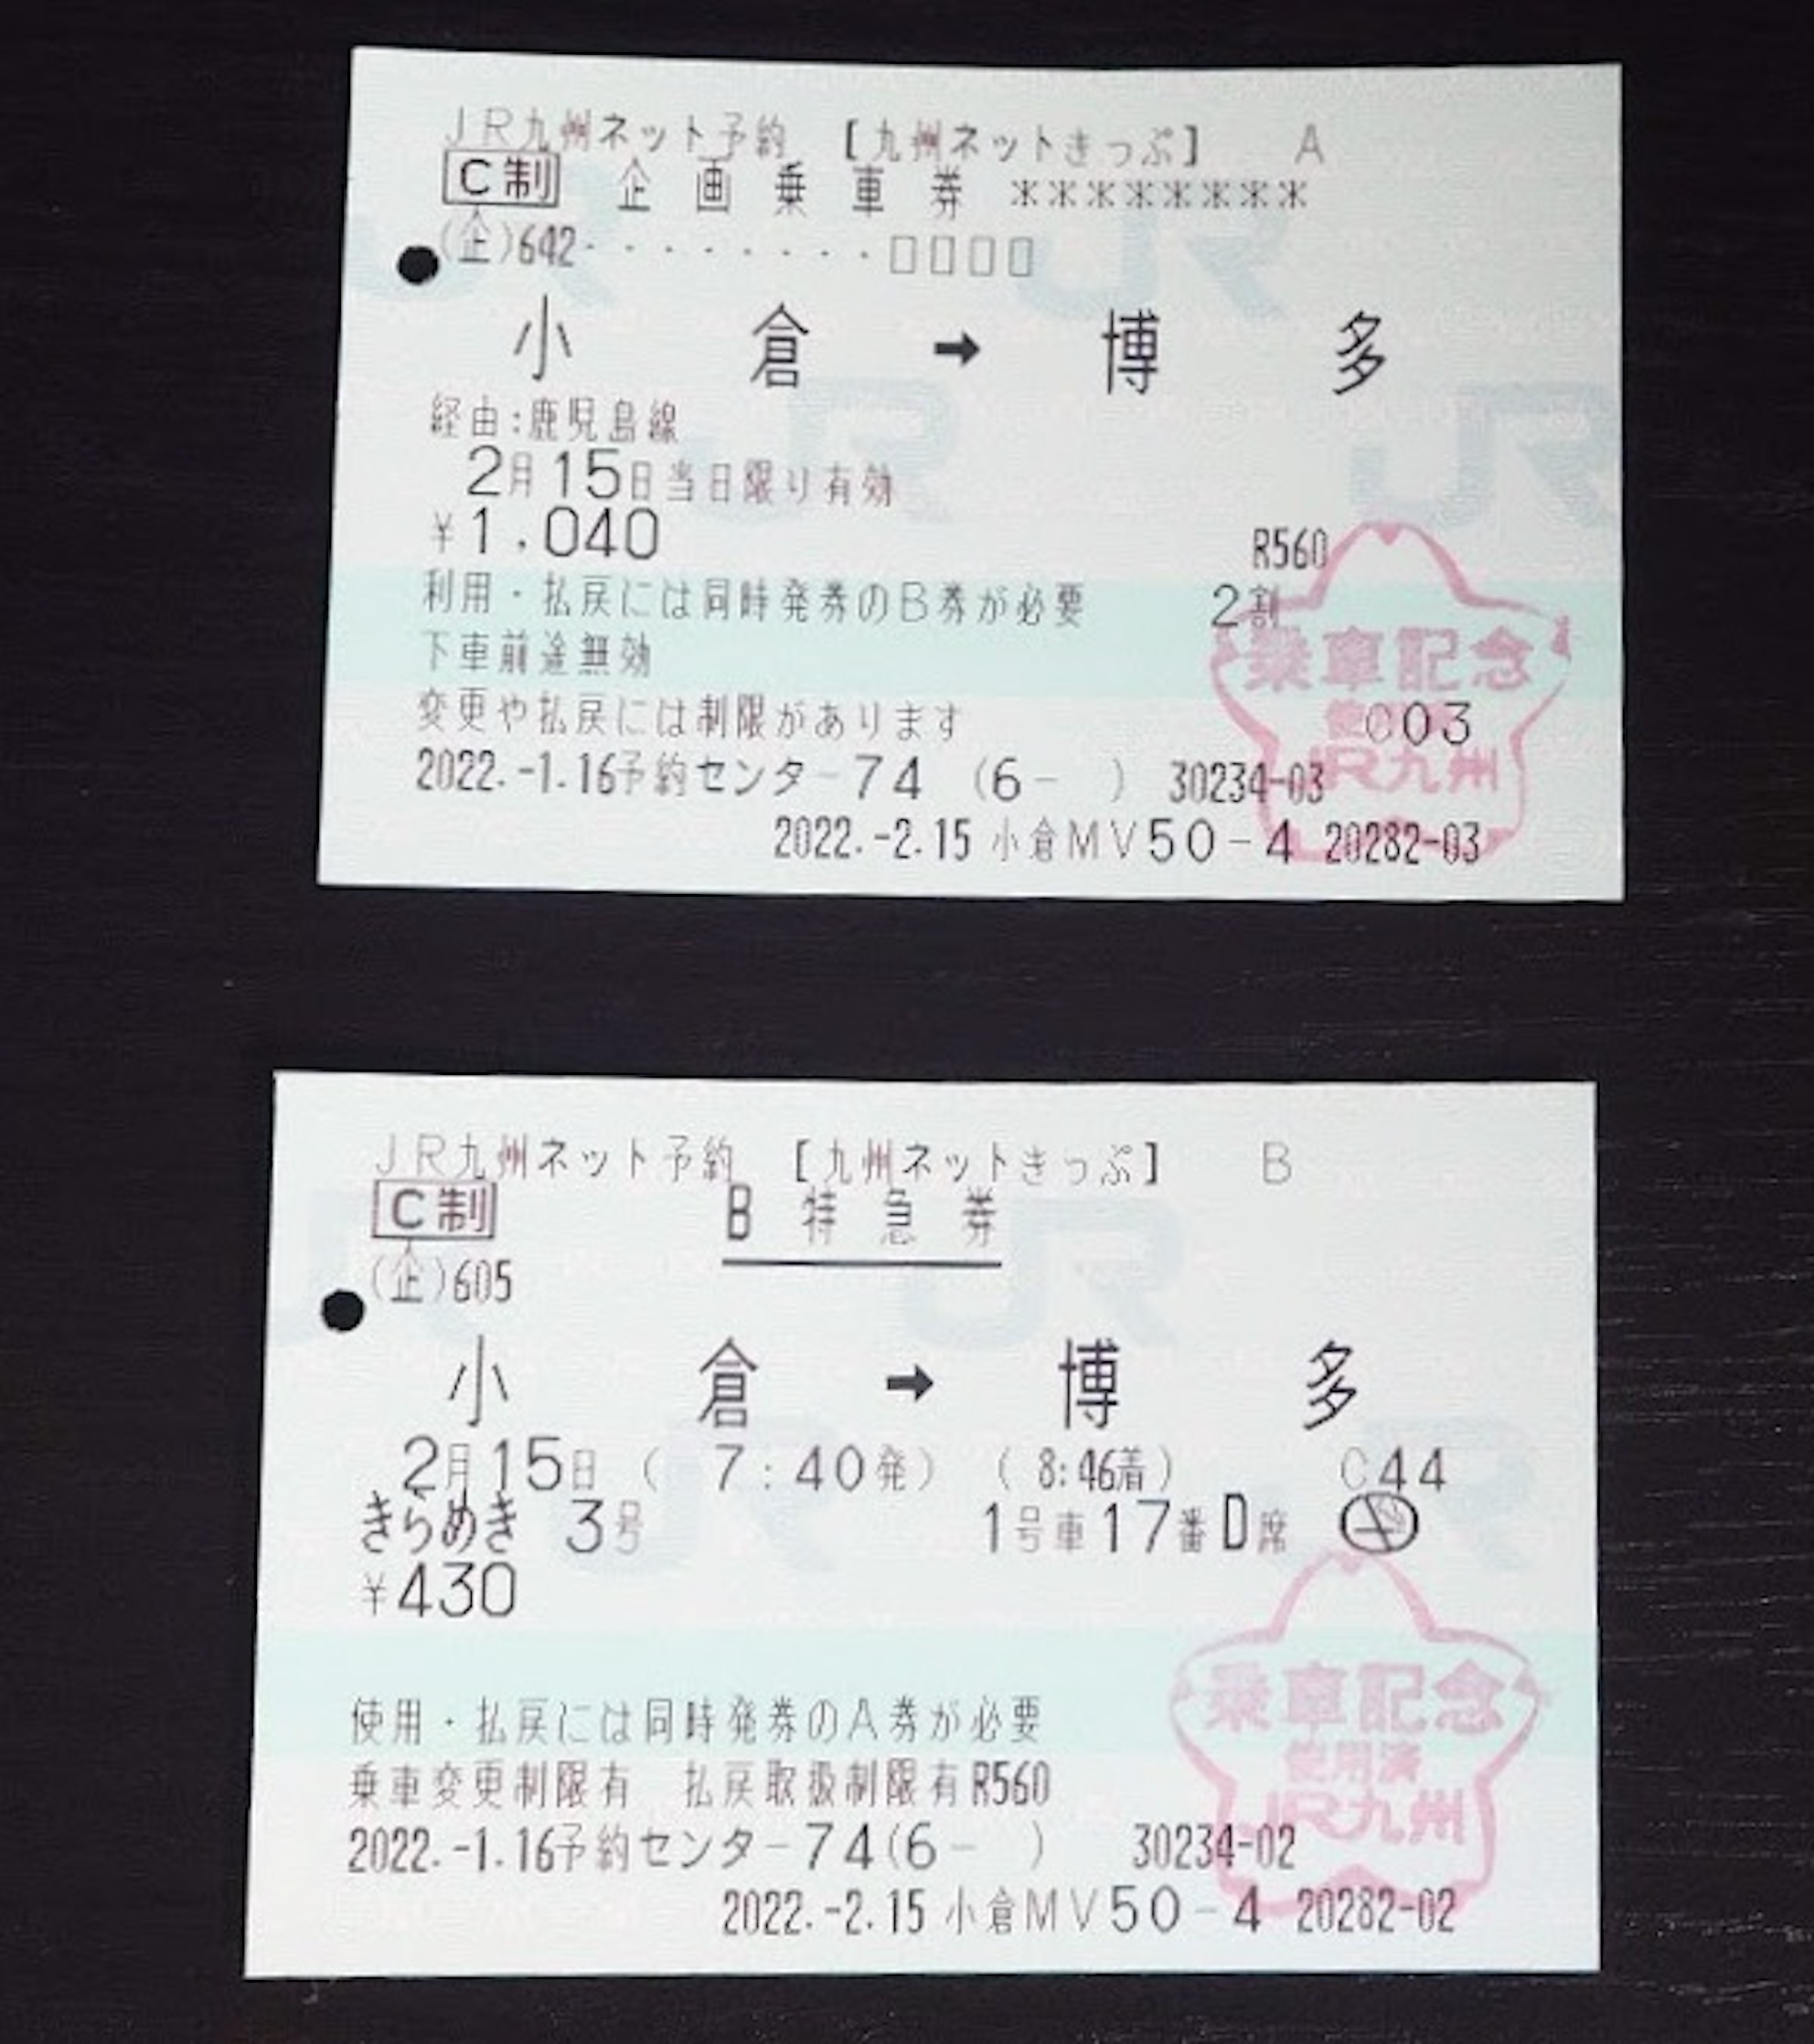 JR九州ネット予約 【九州ネットきっぷ】 A
C制 企画乗車券 ********
(企)642・・・・・・・・□□□□
小倉 ➡ 博多
経由:鹿児島線
2月15日当日限り有効
¥1,040 R560
利用・払戻には同時発券のB券が必要 2割
下車前途無効
乗車記念
変更や払戻には制限があります C03
JR九州
2022.-1.16予約センター-74 (6- ) 30234-03
2022.-2.15 小倉MV50-4 20282-03
JR九州ネット予約 【九州ネットきっぷ】 B
C制 B特急券
(企)605
小倉 ➡ 博多
2月15日 ( 7:40発) ( 8:46着) C44
きらめき 3号 1号車17番D席
¥430
乗車記念
使用・払戻には同時発券のA券が必要
使用済
乗車変更制限有 払戻取扱制限有R560
JR九州
2022.-1.16予約センター-74(6- ) 30234-02
2022.-2.15 小倉MV50-4 20282-02